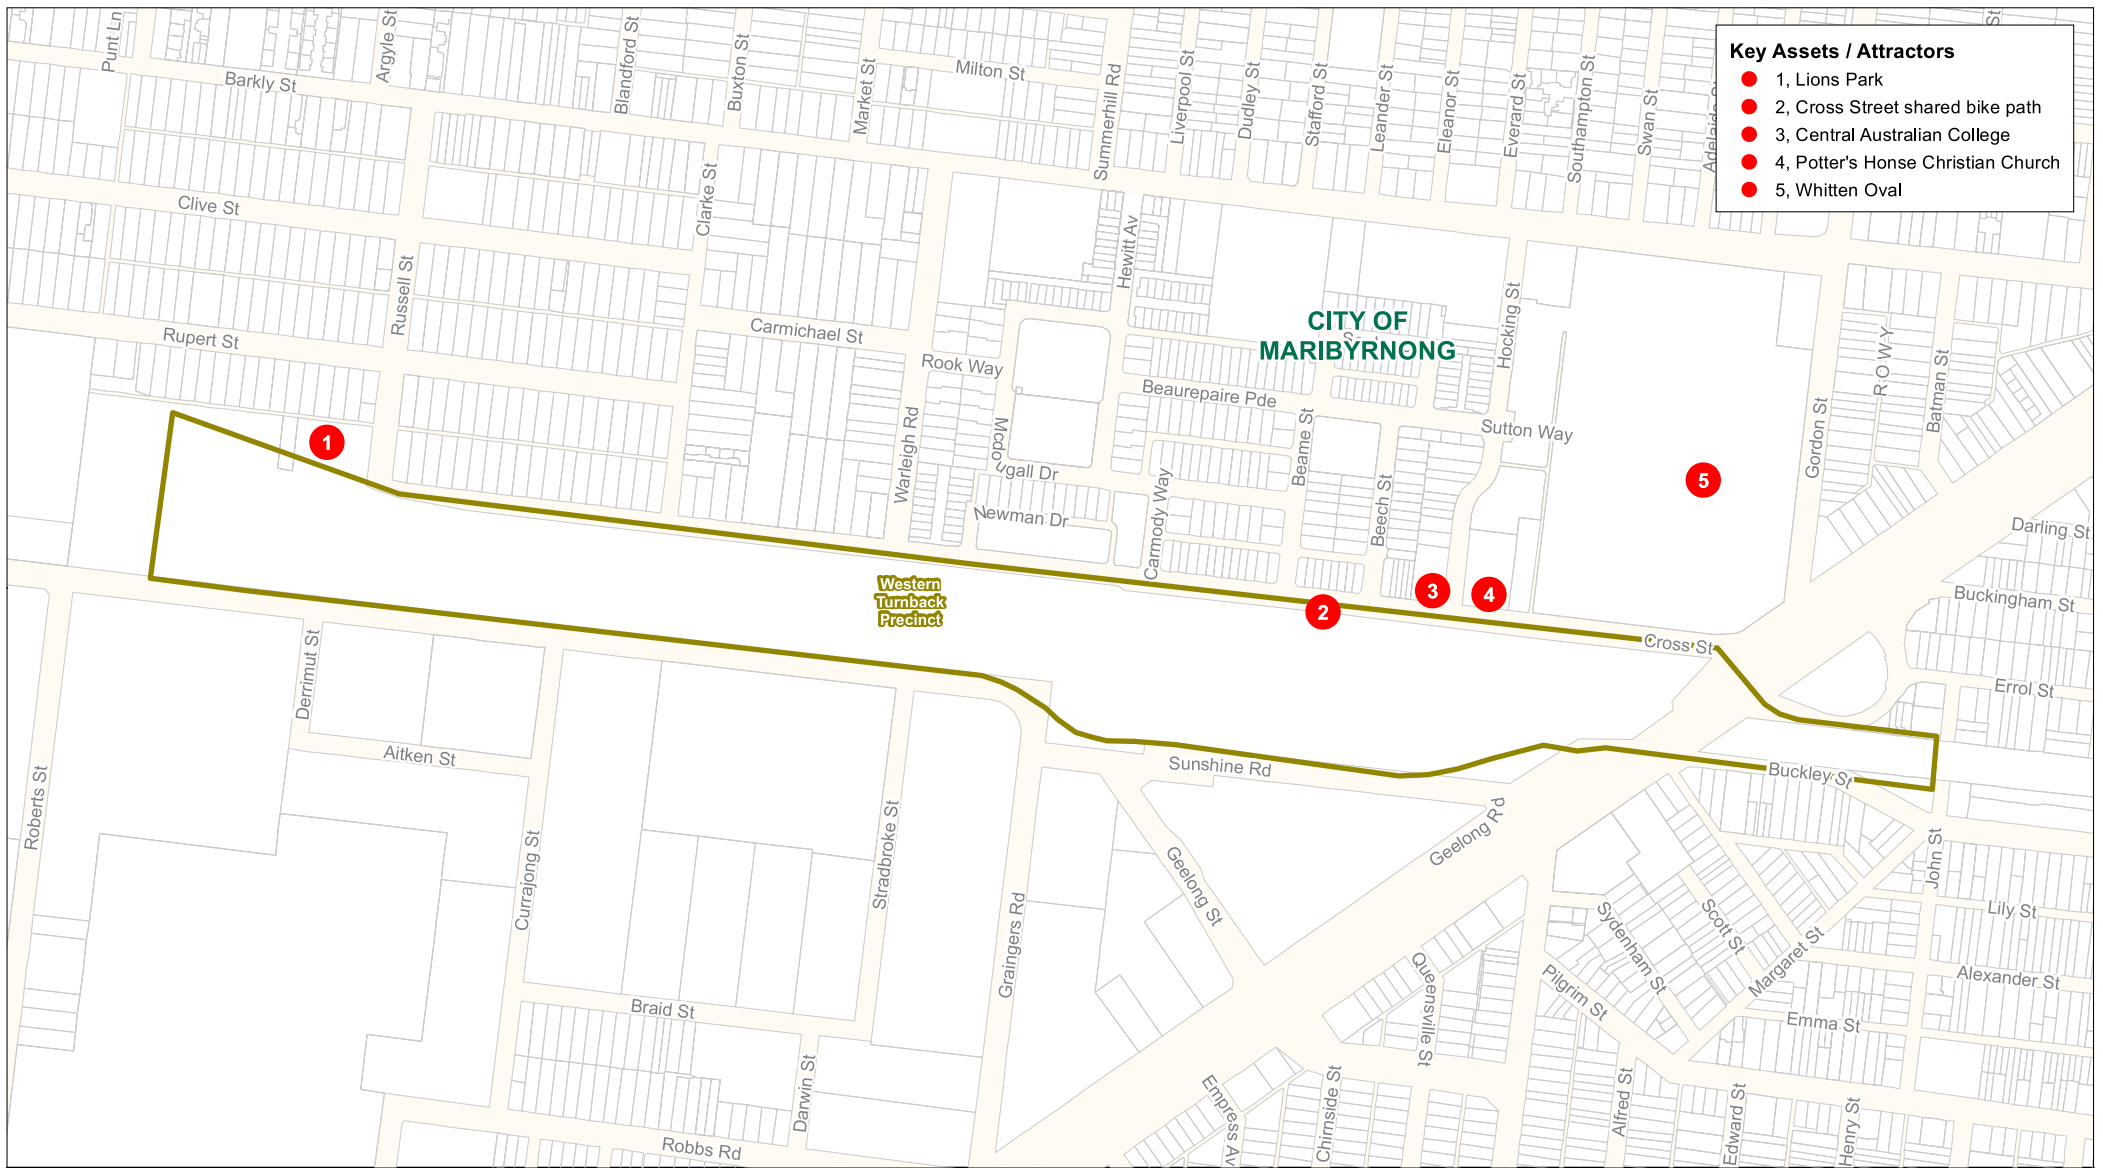 Punt Ln
Argyle St
Blandford St
Buxton St
Market St
Milton St
Summerhill Rd
Liverpool St
Dudley St
Stafford St
Leander St
Eleanor St
Everard St
Southampton St
Swan St
St
Key Assets / Attractors
1, Lions Park
2, Cross Street shared bike path
3, Central Australian College
4, Potter's Honse Christian Church
5, Whitten Oval
Barkly St
Clive St
Clarke St
Russell St
Hewitt Av
Rupert St
Carmichael St
Rook Way
CITY OF
MARIBYRNONG
Hocking St
R O W Y
Batman St
Beaurepaire Pde
Sutton Way
Gordon St
Warleigh Rd
Mcdougall Dr
Newman Dr
Carmody Way
Beame St
Beech St
Darling St
Buckingham St
1
2
3
4
5
Western
Turnback
Precinct
Cross St
Errol St
Derrimut St
Aitken St
Roberts St
Currajong St
Stradbroke St
Sunshine Rd
Buckley St
Geelong Rd
Geelong St
Graingers Rd
John St
Lily St
Scott St
Sydenham St
Margaret St
Alexander St
Queensville St
Pilgrim St
Emma St
Braid St
Darwin St
Robbs Rd
Empress Av
Chirnside St
Alfred St
Edward St
Henry St